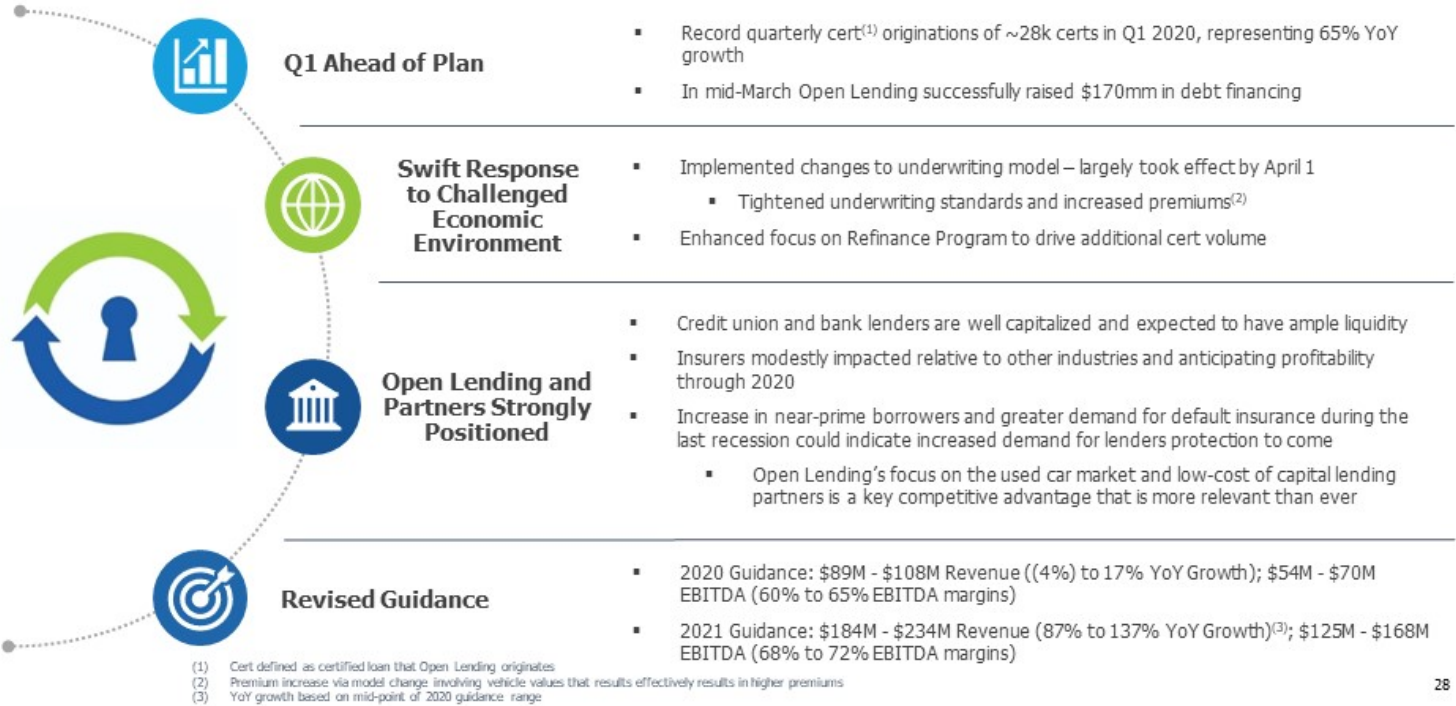 Q1 Ahead of Plan
▪ Record quarterly cert(1) originations of ~28k certs in Q1 2020, representing 65% YoY
growth
▪ In mid-March Open Lending successfully raised $170mm in debt financing
Swift Response
to Challenged
Economic
Environment
▪ Implemented changes to underwriting model – largely took effect by April 1
▪ Tightened underwriting standards and increased premiums(2)
▪ Enhanced focus on Refinance Program to drive additional cert volume
Open Lending and
Partners Strongly
Positioned
▪ Credit union and bank lenders are well capitalized and expected to have ample liquidity
▪ Insurers modestly impacted relative to other industries and anticipating profitability
through 2020
▪ Increase in near-prime borrowers and greater demand for default insurance during the
last recession could indicate increased demand for lenders protection to come
▪ Open Lending’s focus on the used car market and low-cost of capital lending
partners is a key competitive advantage that is more relevant than ever
Revised Guidance
▪ 2020 Guidance: $89M - $108M Revenue ((4%) to 17% YoY Growth); $54M - $70M
EBITDA (60% to 65% EBITDA margins)
▪ 2021 Guidance: $184M - $234M Revenue (87% to 137% YoY Growth)(3); $125M - $168M
EBITDA (68% to 72% EBITDA margins)
(1) Cert defined as certified loan that Open Lending originates
(2) Premium increase via model change involving vehicle values that results effectively results in higher premiums
(3) YoY growth based on mid-point of 2020 guidance range
28